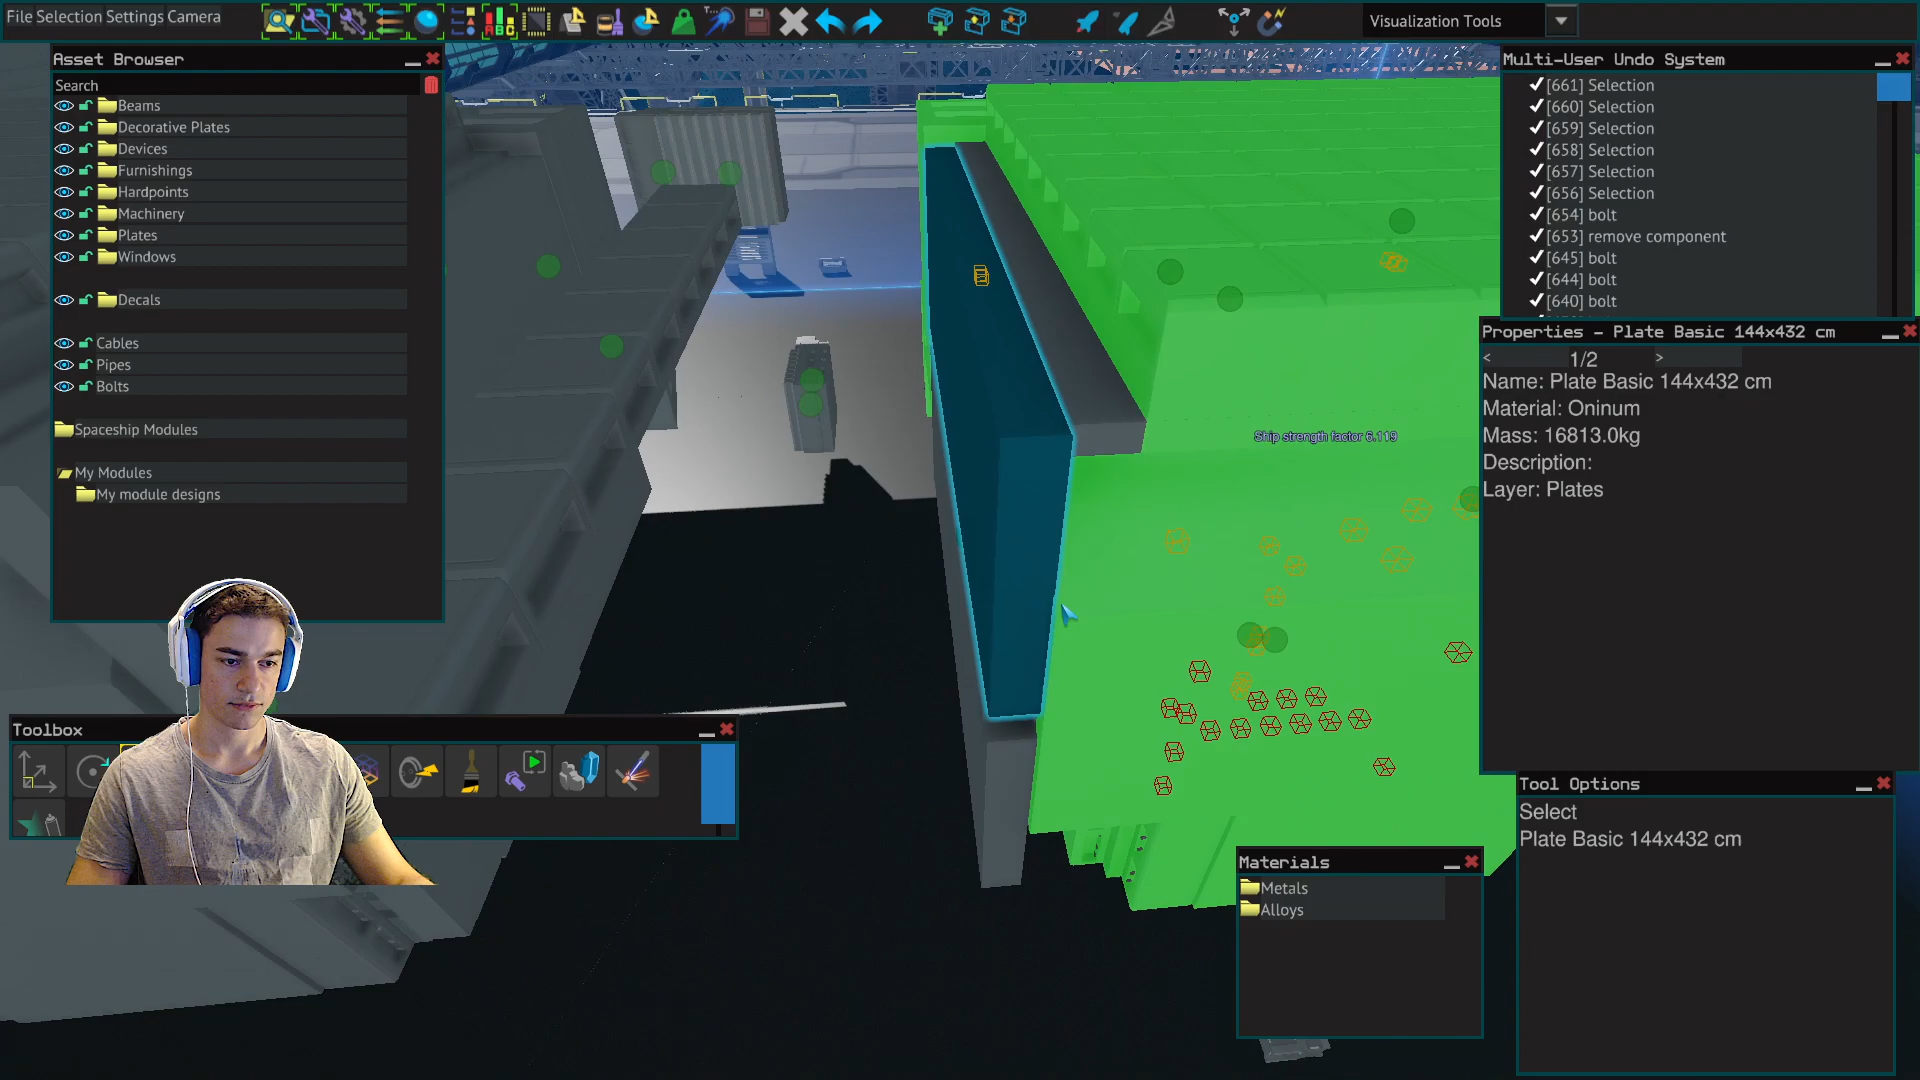 File Selection Settings Camera
Visualization Tools
Asset Browser
Search
Beams
Decorative Plates
Devices
Furnishings
Hardpoints
Machinery
Plates
Windows
Decals
Cables
Pipes
Bolts
Spaceship Modules
My Modules
My module designs
Multi-User Undo System
[661] Selection
[660] Selection
[659] Selection
[658] Selection
[657] Selection
[656] Selection
[654] bolt
[653] remove component
[645] bolt
[644] bolt
[640] bolt
Properties - Plate Basic 144x432 cm
< 1/2 >
Name: Plate Basic 144x432 cm
Material: Oninum
Mass: 16813.0kg
Description:
Layer: Plates
Ship strength factor 6.119
Toolbox
Tool Options
Select
Plate Basic 144x432 cm
Materials
Metals
Alloys